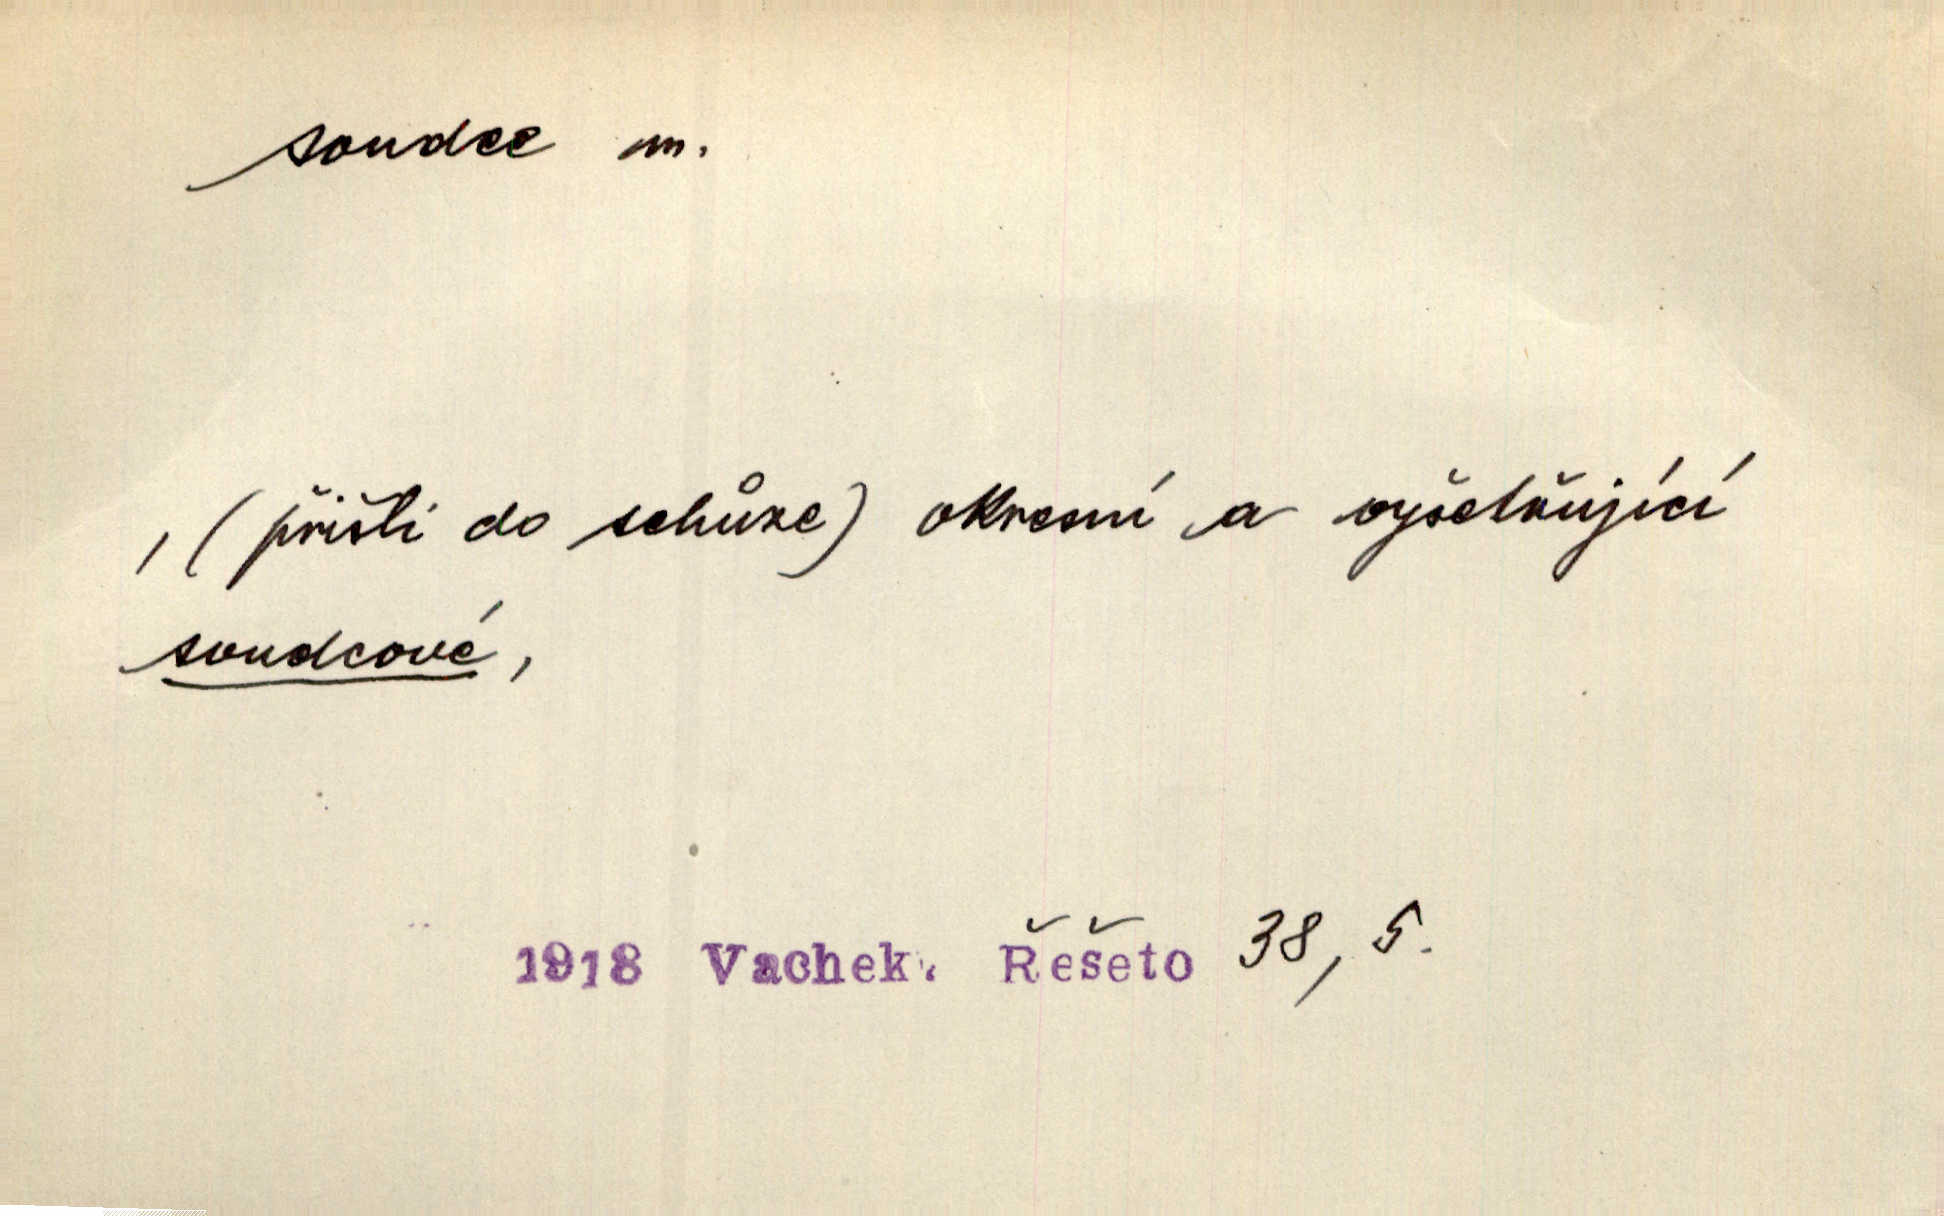 soudce m.
, (přišli do schůze) okresní a vyšetřující
soudcové,
1918 Vachek. Řešeto 38, 5.